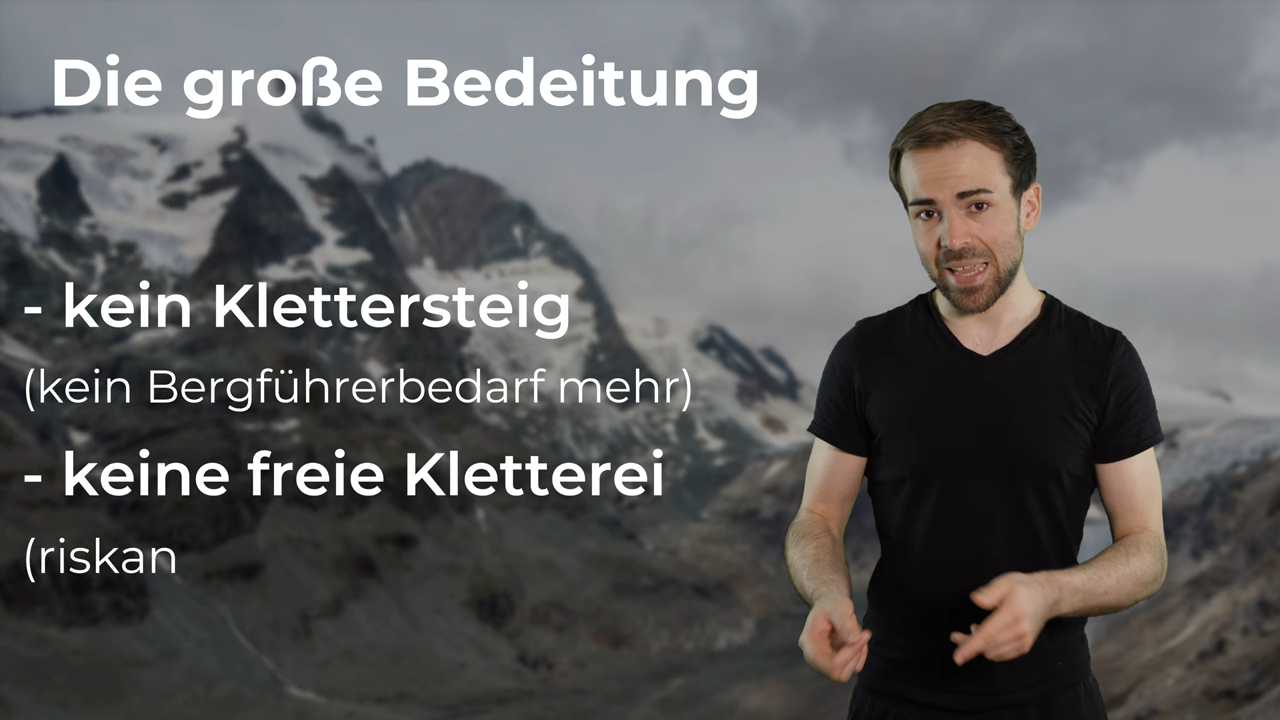 Die große Bedeitung
- kein Klettersteig
(kein Bergführerbedarf mehr)
- keine freie Kletterei
(riskan